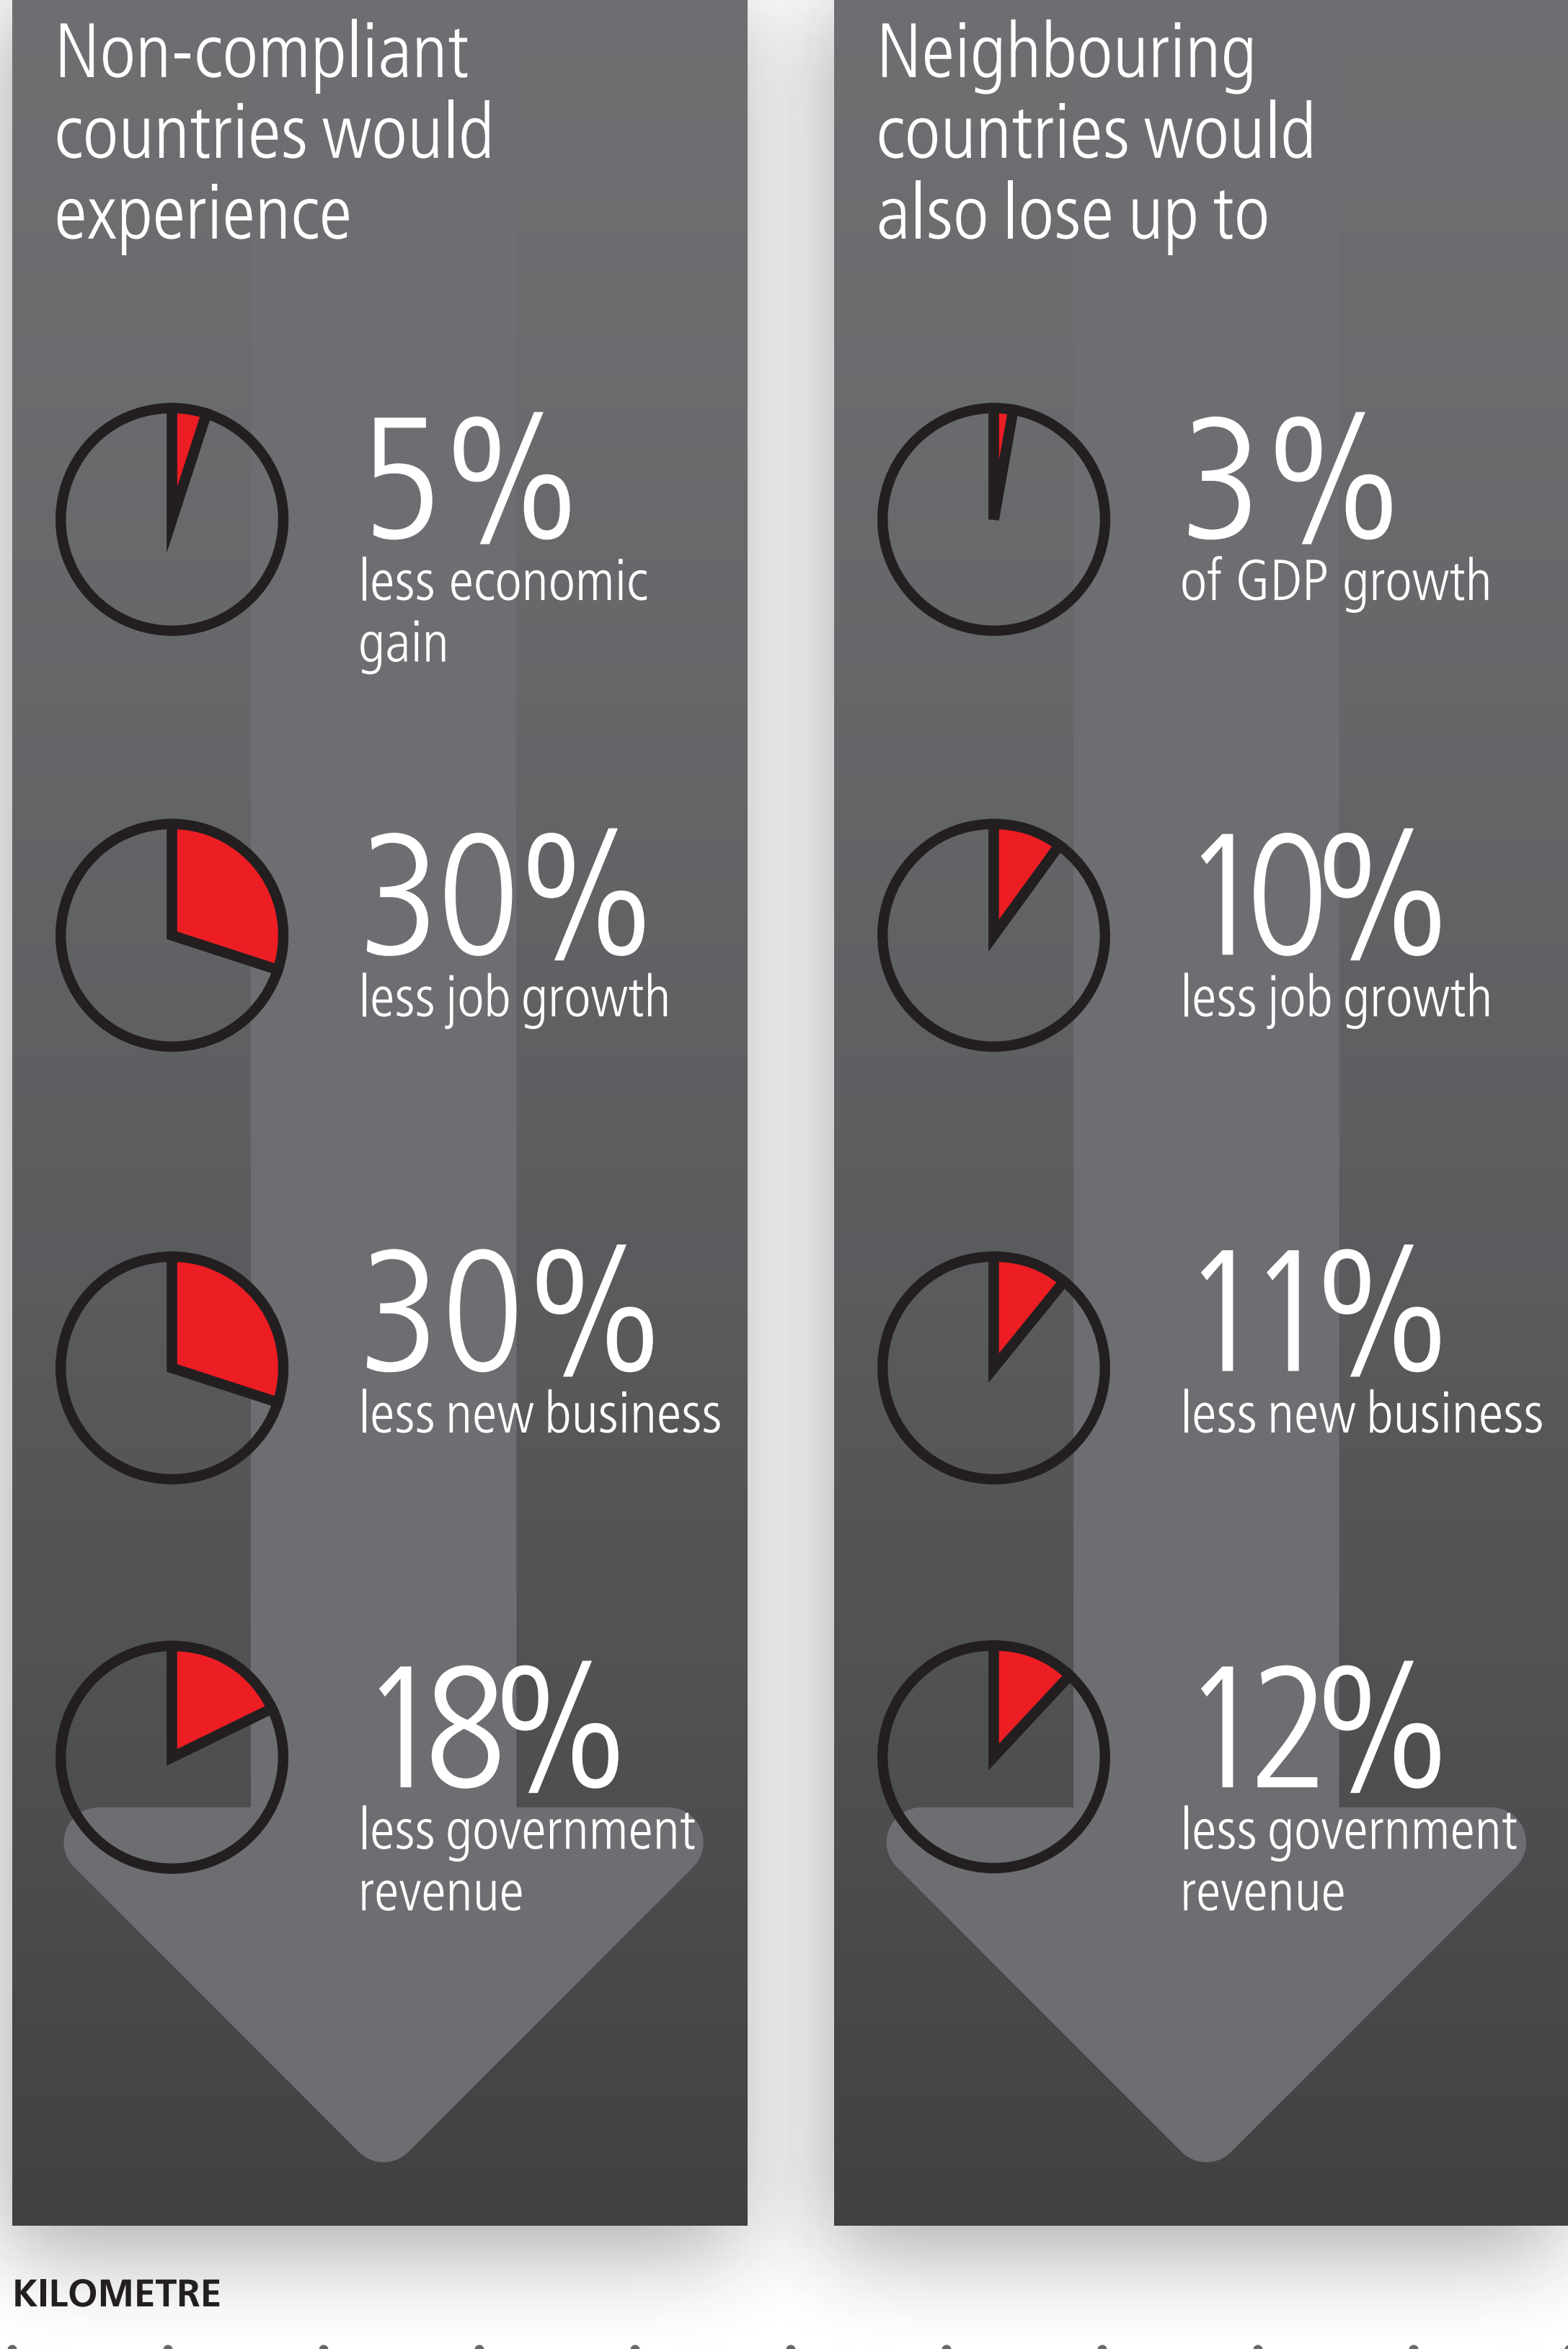 Non-compliant
countries would
experience
5%
less economic
gain
30%
less job growth
30%
less new business
18%
less government
revenue
Neighbouring
countries would
also lose up to
3%
of GDP growth
10%
less job growth
11%
less new business
12%
less government
revenue
KILOMETRE